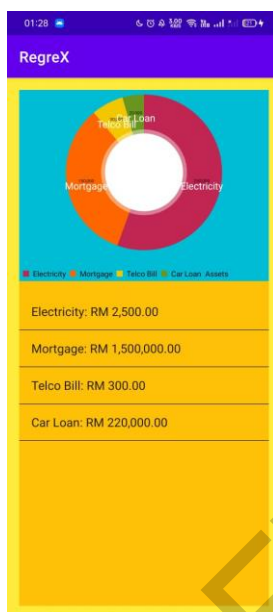 01:28
RegreX
Telco Bill
Car Loan
Mortgage
Electricity
Electricity Mortgage Telco Bill Car Loan Assets
Electricity: RM 2,500.00
Mortgage: RM 1,500,000.00
Telco Bill: RM 300.00
Car Loan: RM 220,000.00